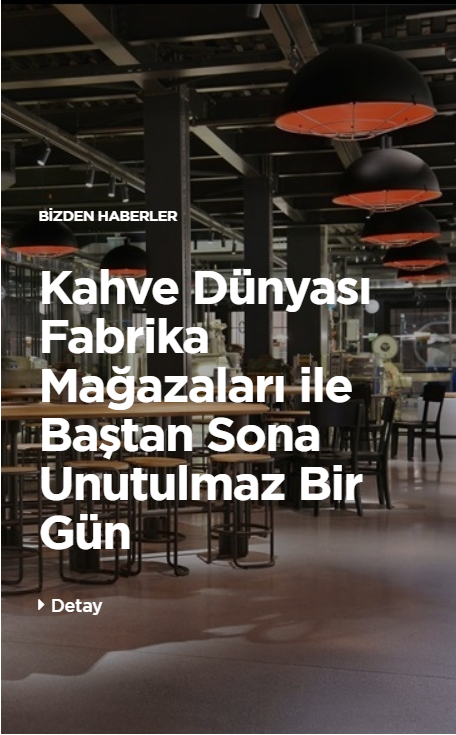 BİZDEN HABERLER
Kahve Dünyası
Fabrika
Mağazaları ile
Baştan Sona
Unutulmaz Bir
Gün
Detay